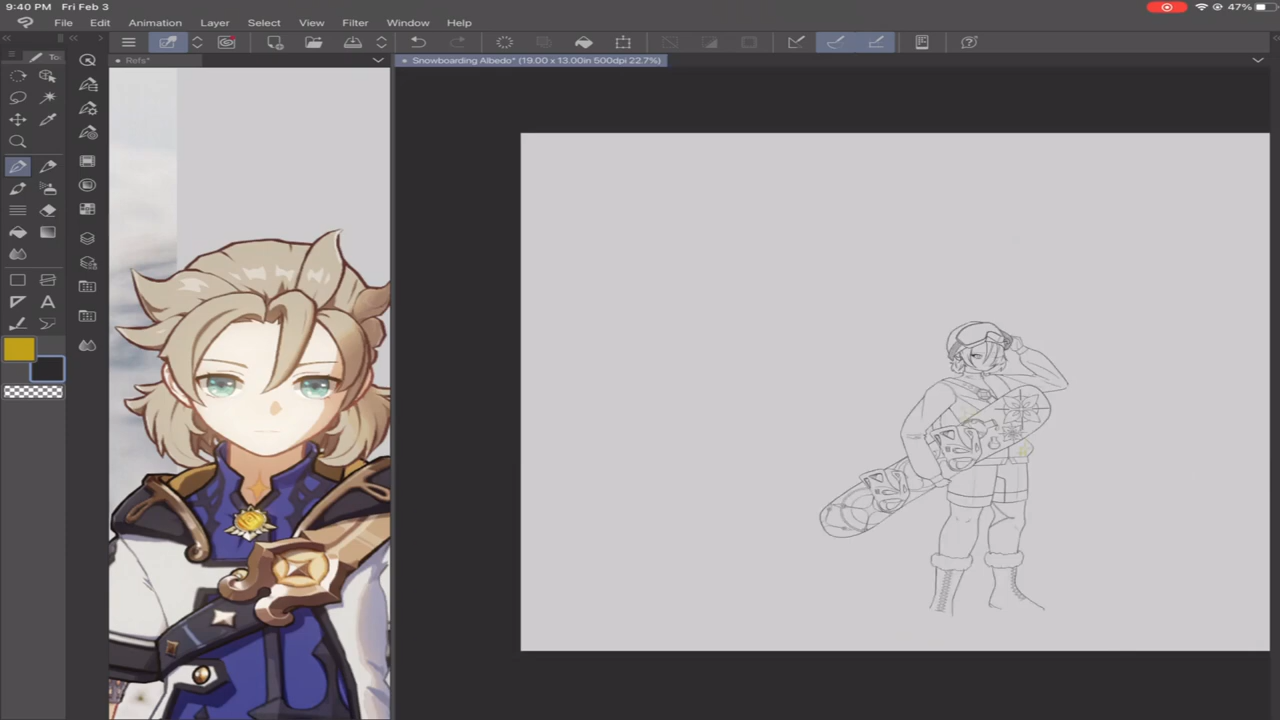 9:40 PM Fri Feb 3
47%
File Edit Animation Layer Select View Filter Window Help
To
Refs*
Snowboarding Albedo* (19.00 x 13.00in 500dpi 22.7%)
A